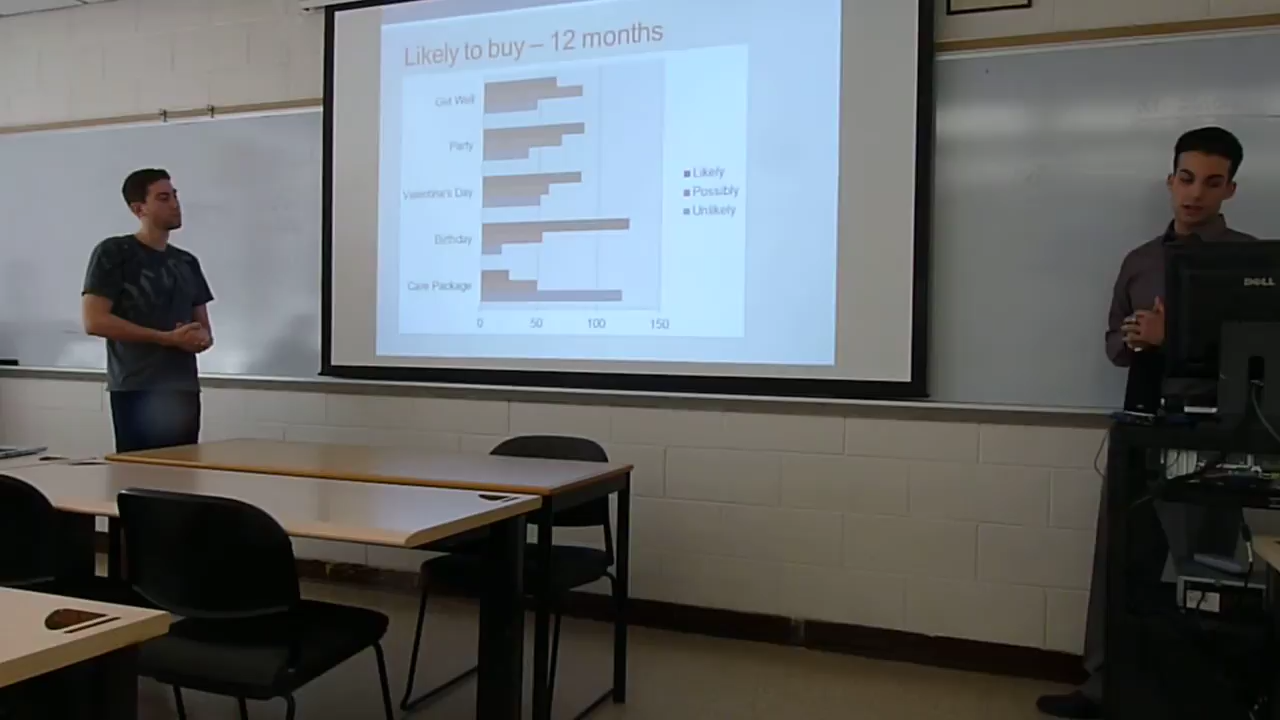 Likely to buy – 12 months
Get Well
Party
Valentine's Day
Birthday
Care Package
0 50 100 150
Likely
Possibly
Unlikely
DELL